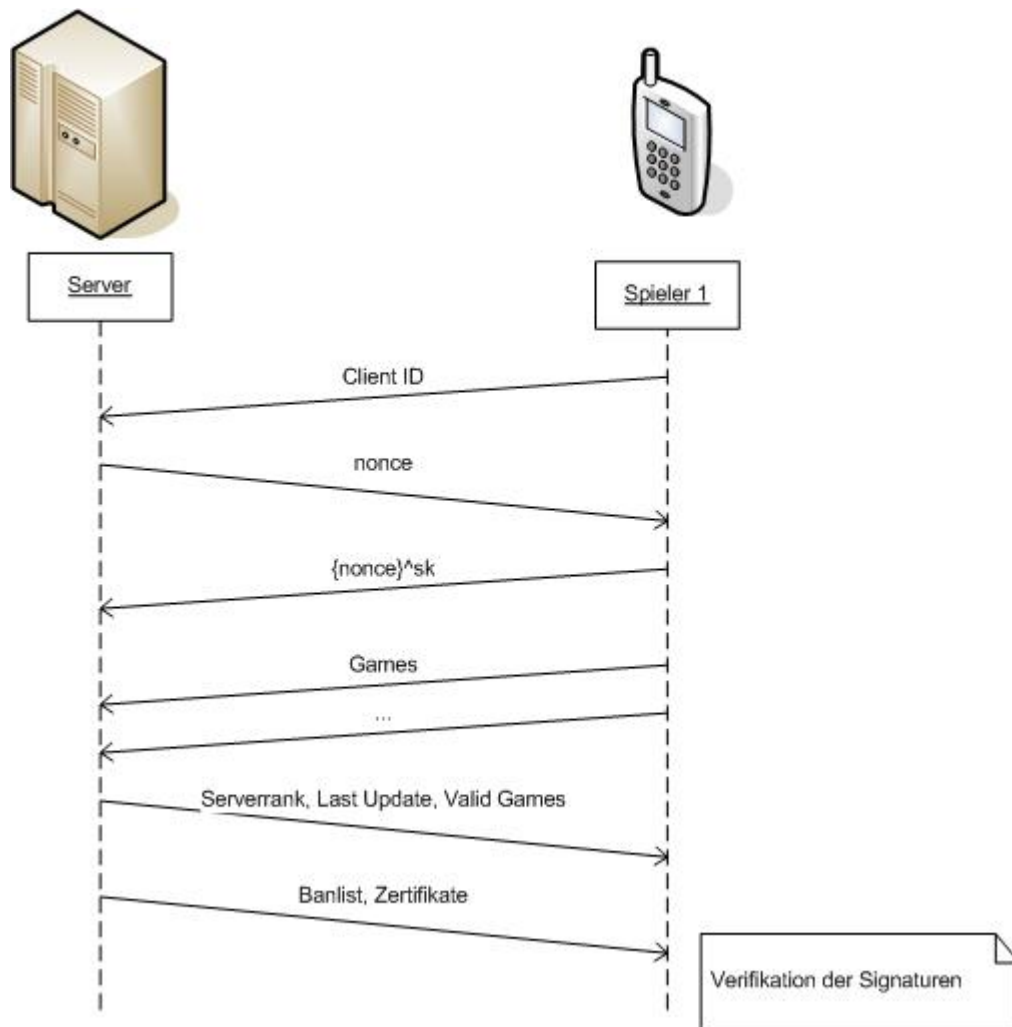 Server
Spieler 1
Client ID
nonce
{nonce}^sk
Games
...
Serverrank, Last Update, Valid Games
Banlist, Zertifikate
Verifikation der Signaturen